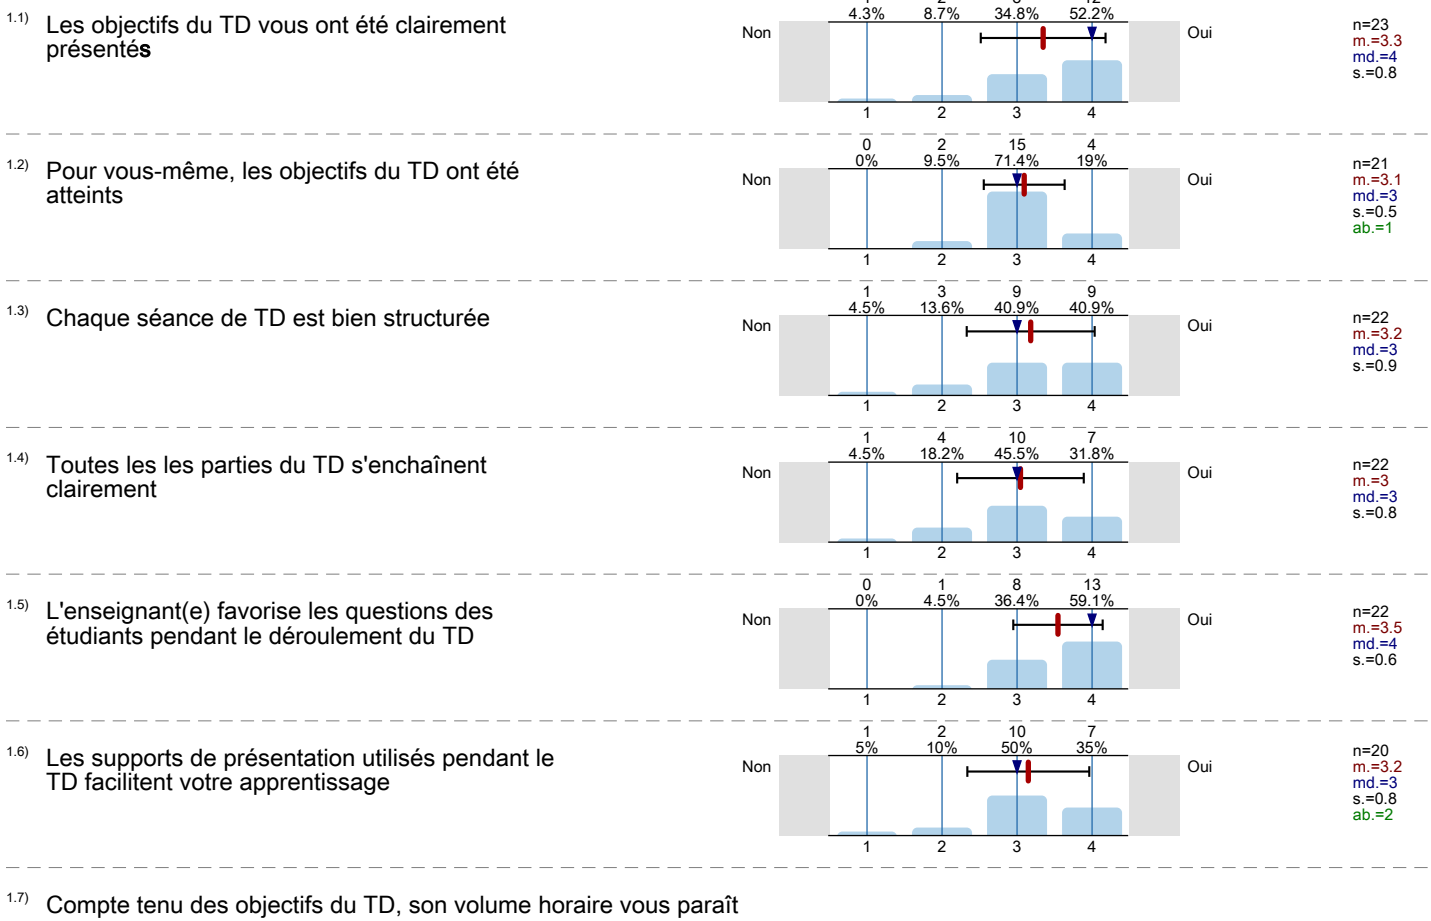 1.1) Les objectifs du TD vous ont été clairement
présentés
4.3% 8.7% 34.8% 52.2%
Non Oui
1 2 3 4
n=23
m.=3.3
md.=4
s.=0.8
1.2) Pour vous-même, les objectifs du TD ont été
atteints
0 2 15 4
0% 9.5% 71.4% 19%
Non Oui
1 2 3 4
n=21
m.=3.1
md.=3
s.=0.5
ab.=1
1.3) Chaque séance de TD est bien structurée
1 3 9 9
4.5% 13.6% 40.9% 40.9%
Non Oui
1 2 3 4
n=22
m.=3.2
md.=3
s.=0.9
1.4) Toutes les les parties du TD s'enchaînent
clairement
1 4 10 7
4.5% 18.2% 45.5% 31.8%
Non Oui
1 2 3 4
n=22
m.=3
md.=3
s.=0.8
1.5) L'enseignant(e) favorise les questions des
étudiants pendant le déroulement du TD
0 1 8 13
0% 4.5% 36.4% 59.1%
Non Oui
1 2 3 4
n=22
m.=3.5
md.=4
s.=0.6
1.6) Les supports de présentation utilisés pendant le
TD facilitent votre apprentissage
1 2 10 7
5% 10% 50% 35%
Non Oui
1 2 3 4
n=20
m.=3.2
md.=3
s.=0.8
ab.=2
1.7) Compte tenu des objectifs du TD, son volume horaire vous paraît